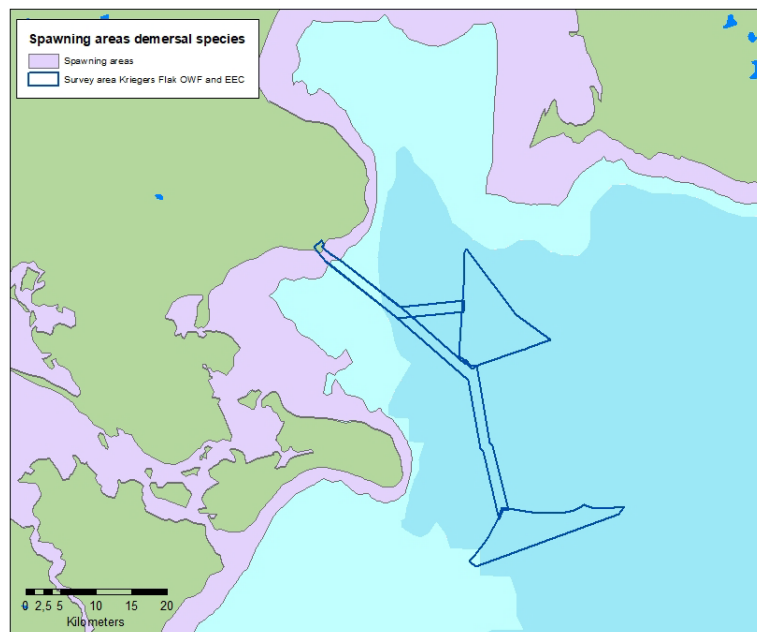 Spawning areas demersal species
Spawning areas
Survey area Kriegers Flak OWF and EEC
0 2,5 5 10 15 20
Kilometers